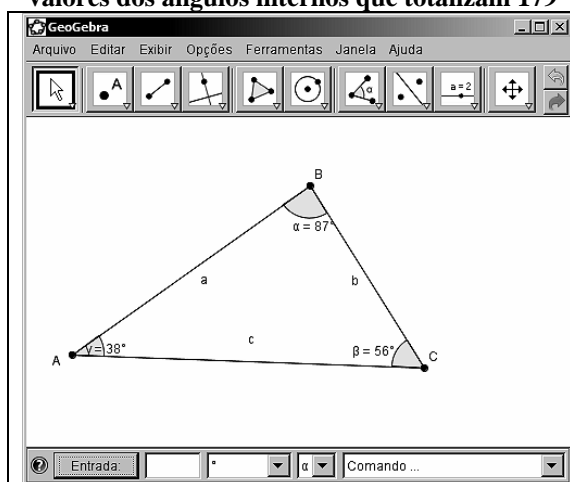 valores dos ângulos internos que totalizam 179
GeoGebra
Arquivo Editar Exibir Opções Ferramentas Janela Ajuda
A
α
a = 2
B
α = 87°
a
b
c
A
γ = 38°
β = 56°
C
Entrada:
°
α
Comando ...